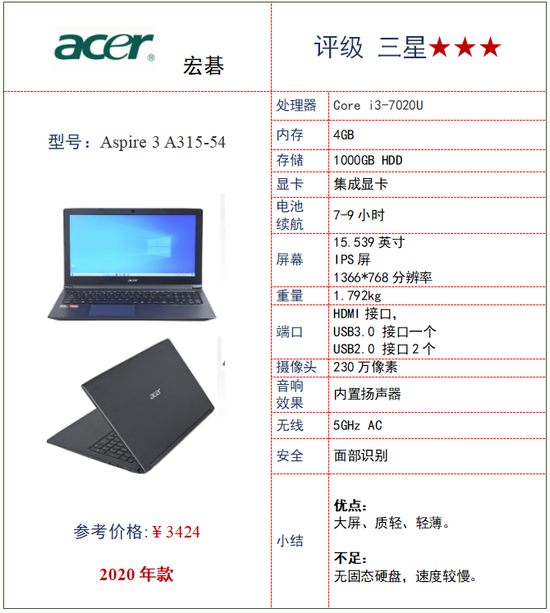 acer®
宏碁
评级 三星★★★
型号：Aspire 3 A315-54
处理器 Core i3-7020U
内存 4GB
存储 1000GB HDD
显卡 集成显卡
电池
续航
7-9 小时
屏幕
15.539 英寸
IPS 屏
1366*768 分辨率
重量 1.792kg
端口
HDMI 接口，
USB3.0 接口一个
USB2.0 接口 2 个
摄像头 230 万像素
音响
效果
内置扬声器
无线 5GHz AC
安全 面部识别
acer
参考价格:￥3424
2020 年款
小结
优点：
大屏、质轻、轻薄。
不足：
无固态硬盘，速度较慢。